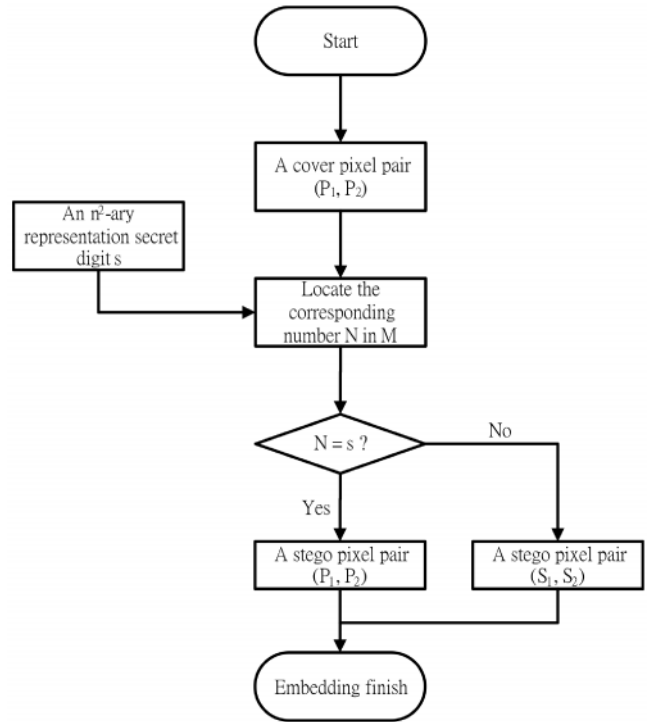 Start
A cover pixel pair
(P₁, P₂)
An n²-ary
representation secret
digit s
Locate the
corresponding
number N in M
N = s ?
No
Yes
A stego pixel pair
(P₁, P₂)
A stego pixel pair
(S₁, S₂)
Embedding finish